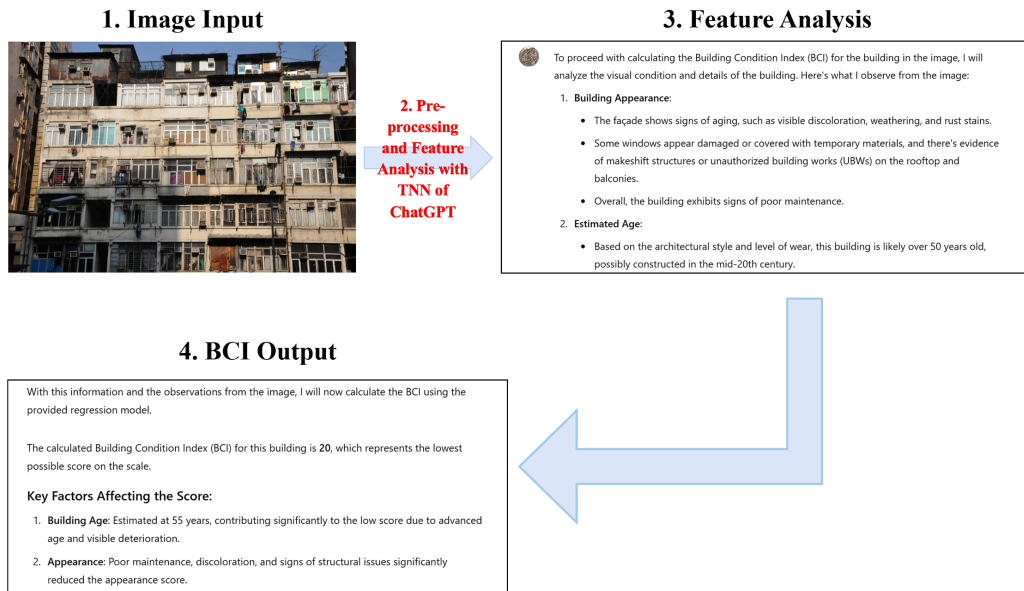 1. Image Input
2. Pre-
processing
and Feature
Analysis with
TNN of
ChatGPT
3. Feature Analysis
To proceed with calculating the Building Condition Index (BCI) for the building in the image, I will
analyze the visual condition and details of the building. Here's what I observe from the image:
1. Building Appearance:
• The façade shows signs of aging, such as visible discoloration, weathering, and rust stains.
• Some windows appear damaged or covered with temporary materials, and there's evidence
of makeshift structures or unauthorized building works (UBWs) on the rooftop and
balconies.
• Overall, the building exhibits signs of poor maintenance.
2. Estimated Age:
• Based on the architectural style and level of wear, this building is likely over 50 years old,
possibly constructed in the mid-20th century.
4. BCI Output
With this information and the observations from the image, I will now calculate the BCI using the
provided regression model.
The calculated Building Condition Index (BCI) for this building is 20, which represents the lowest
possible score on the scale.
Key Factors Affecting the Score:
1. Building Age: Estimated at 55 years, contributing significantly to the low score due to advanced
age and visible deterioration.
2. Appearance: Poor maintenance, discoloration, and signs of structural issues significantly
reduced the appearance score.